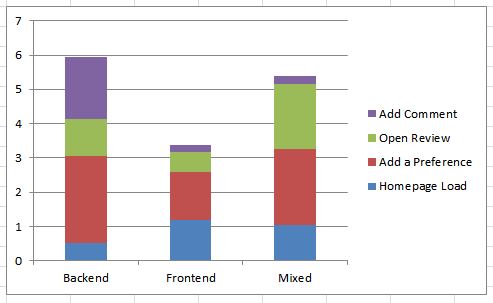 7
6
5
4
3
2
1
0
Backend
Frontend
Mixed
Add Comment
Open Review
Add a Preference
Homepage Load